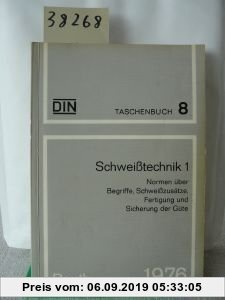 38268
DIN
TASCHENBUCH 8
Schweißtechnik 1
Normen über
Begriffe, Schweißzusätze,
Fertigung und
Sicherung der Güte
1976
Preis vom: 06.09.2019 05:33:05